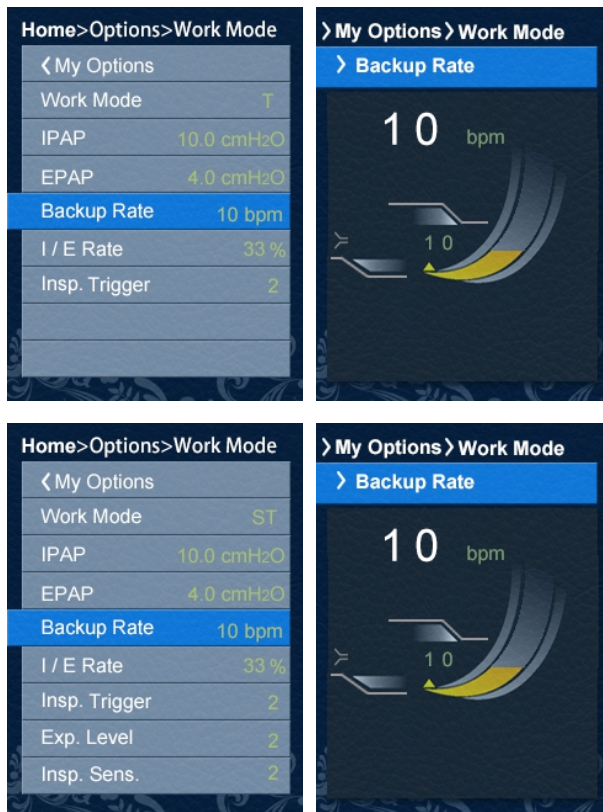 Home>Options>Work Mode
My Options
Work Mode T
IPAP 10.0 cmH2O
EPAP 4.0 cmH2O
Backup Rate 10 bpm
I / E Rate 33 %
Insp. Trigger 2
>My Options>Work Mode
> Backup Rate
10 bpm
10
Home>Options>Work Mode
My Options
Work Mode ST
IPAP 10.0 cmH2O
EPAP 4.0 cmH2O
Backup Rate 10 bpm
I / E Rate 33 %
Insp. Trigger 2
Exp. Level 2
Insp. Sens. 2
>My Options>Work Mode
> Backup Rate
10 bpm
10